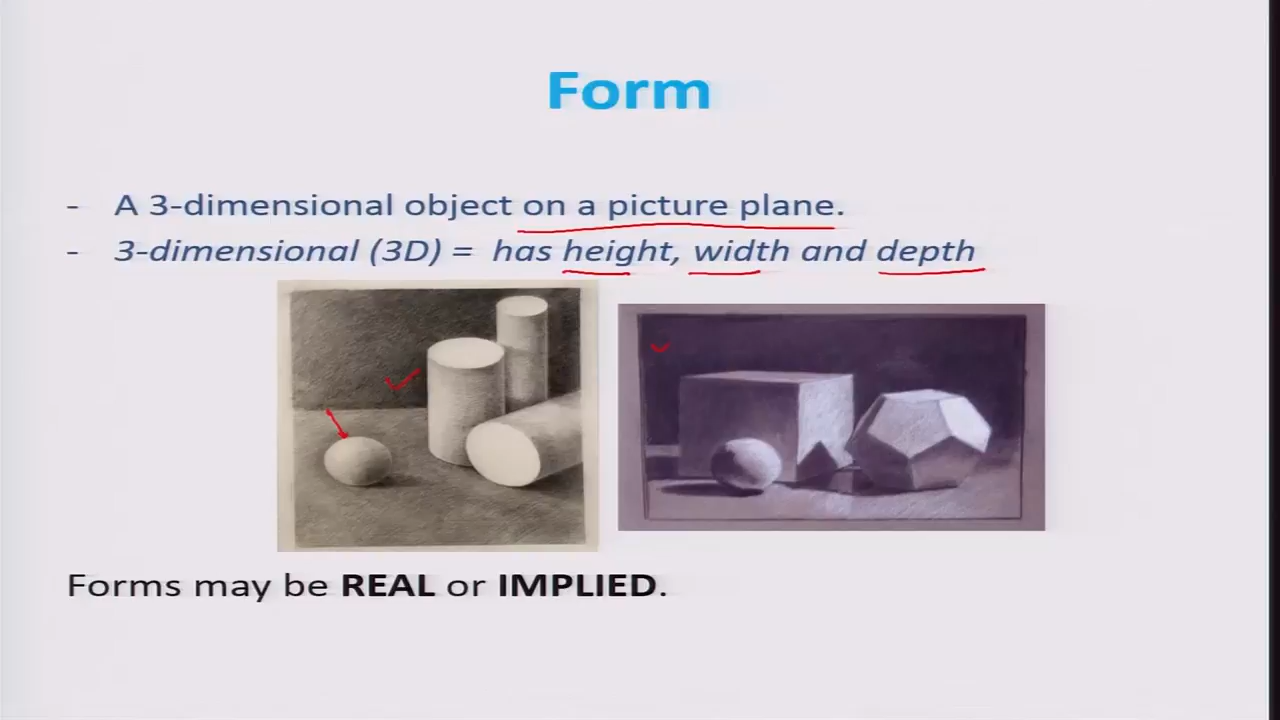 Form
- A 3-dimensional object on a picture plane.
- 3-dimensional (3D) = has height, width and depth
Forms may be REAL or IMPLIED.